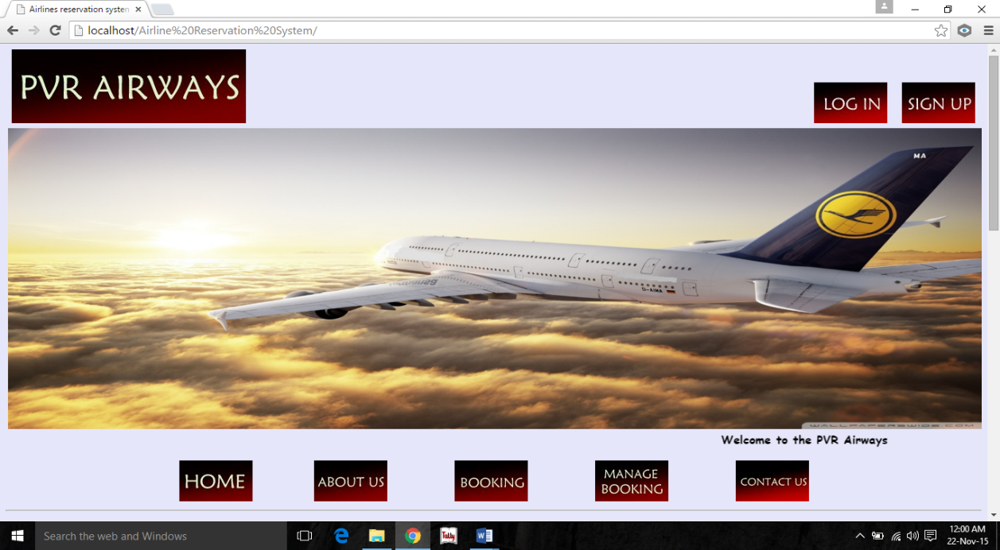 Airlines reservation system
localhost/Airline%20Reservation%20System/
PVR AIRWAYS
LOG IN
SIGN UP
MA
D-AIMA
WALLPAPERSWIDE.COM
Welcome to the PVR Airways
HOME
ABOUT US
BOOKING
MANAGE
BOOKING
CONTACT US
Search the web and Windows
Tally
12:00 AM
22-Nov-15